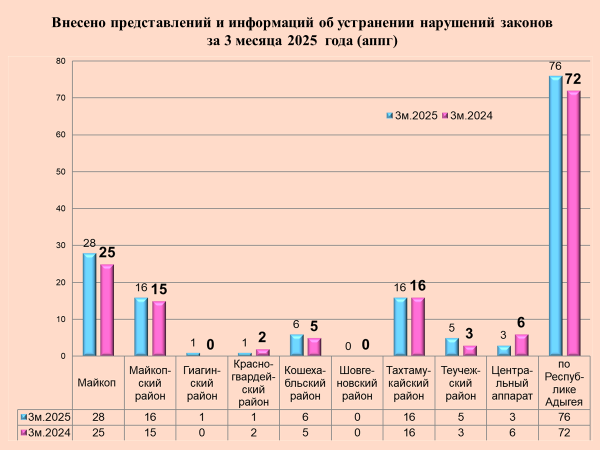 Внесено представлений и информаций об устранении нарушений законов
за 3 месяца 2025 года (аппг)
80
70
60
50
40
30
20
10
0
3м.2025 3м.2024
28 25
16 15
1 0
1 2
6 5
0 0
16 16
5 3
3 6
76 72
Майкоп
Майкоп-
ский
район
Гиагин-
ский
район
Красно-
гвардей-
ский
район
Кошеха-
бльский
район
Шовге-
новский
район
Тахтаму-
кайский
район
Теучеж-
ский
район
Центра-
льный
аппарат
по
Респуб-
лике
Адыгея
3м.2025 28 16 1 1 6 0 16 5 3 76
3м.2024 25 15 0 2 5 0 16 3 6 72